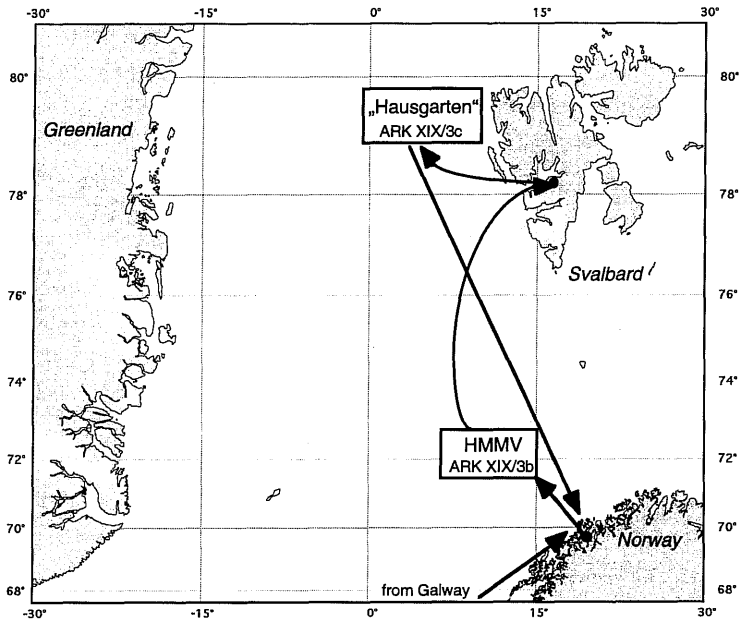 -30° -15° 0° 15° 30°
80° 80°
„Hausgarten“
ARK XIX/3c
Greenland
78° 78°
Svalbard
76° 76°
74° 74°
HMMV
ARK XIX/3b
72° 72°
70° 70°
Norway
from Galway
68° 68°
-30° -15° 0° 15° 30°